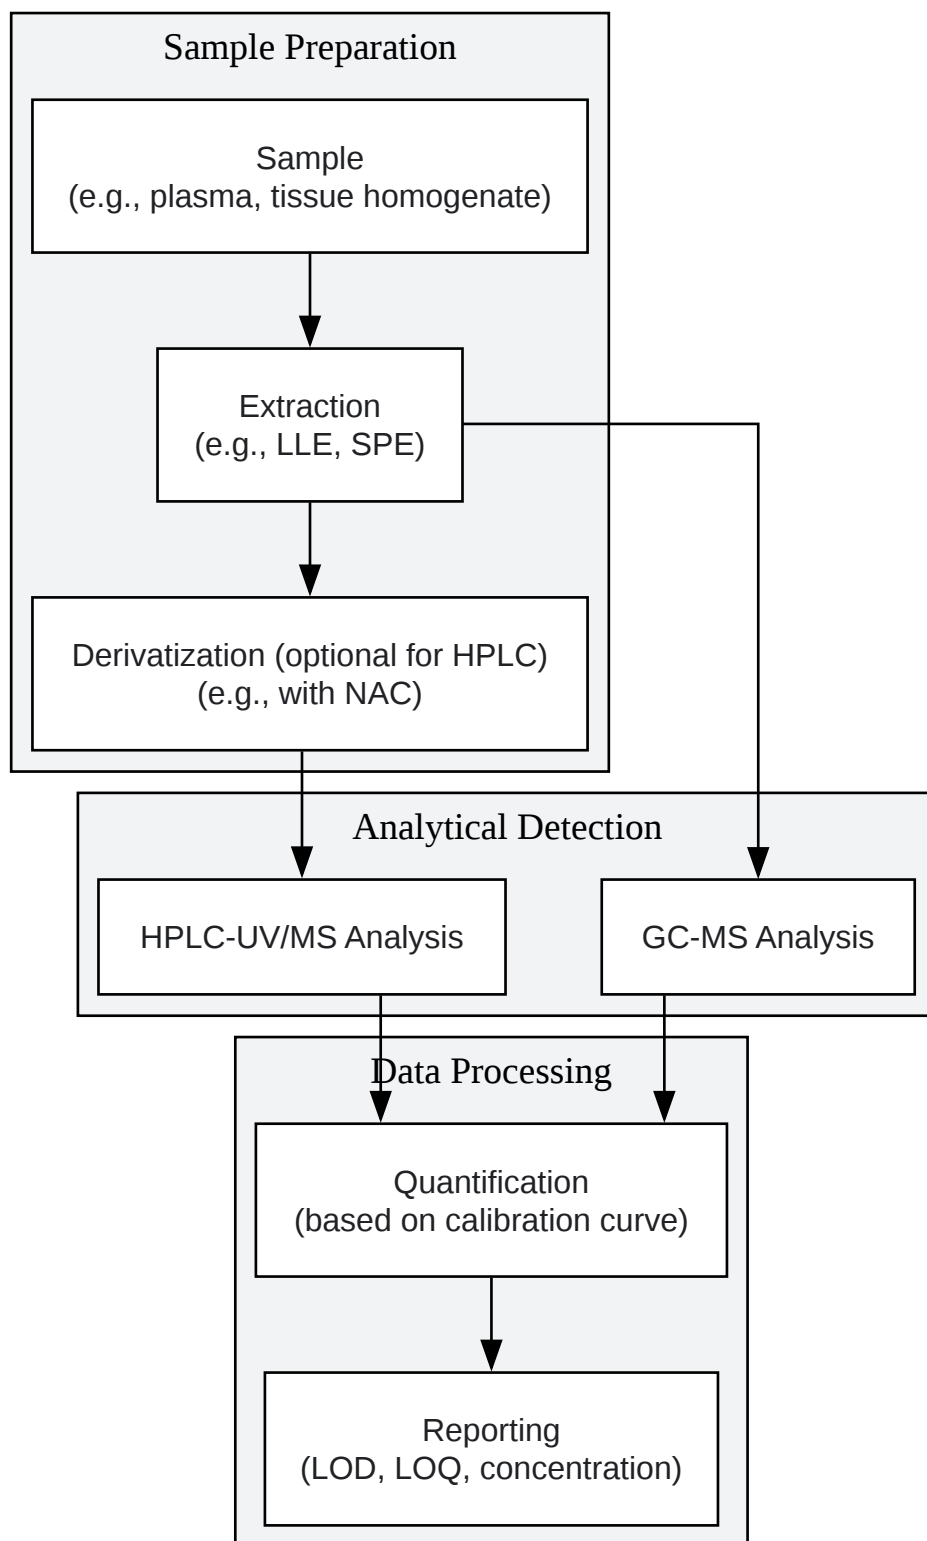 Sample Preparation
Sample
(e.g., plasma, tissue homogenate)
Extraction
(e.g., LLE, SPE)
Derivatization (optional for HPLC)
(e.g., with NAC)
Analytical Detection
HPLC-UV/MS Analysis
GC-MS Analysis
Data Processing
Quantification
(based on calibration curve)
Reporting
(LOD, LOQ, concentration)